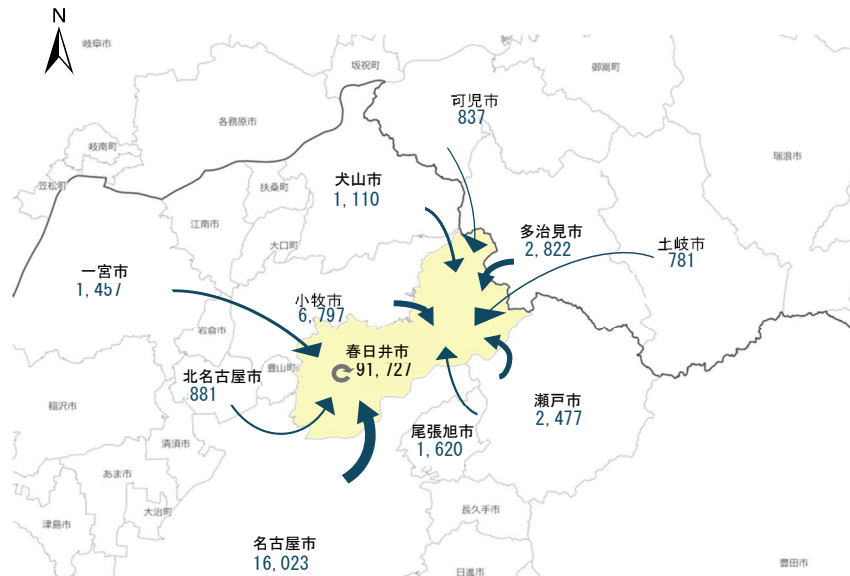 N
岐阜市
坂祝町
御嵩町
可児市
837
各務原市
岐南町
瑞浪市
笠松町
扶桑町
犬山市
1,110
江南市
多治見市
2,822
土岐市
781
大口町
一宮市
1,457
小牧市
6,797
岩倉市
春日井市
91,727
豊山町
北名古屋市
881
瀬戸市
2,477
稲沢市
尾張旭市
1,620
清須市
あま市
長久手市
大治町
津島市
名古屋市
16,023
日進市
豊田市